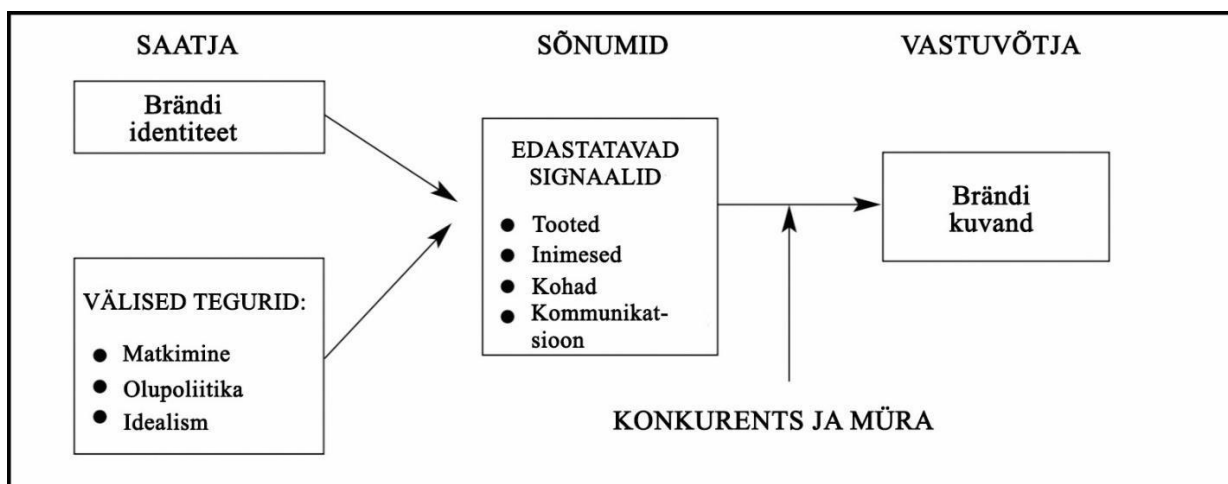 SAATJA
SÕNUMID
VASTUVÕTJA
Brändi
identiteet
VÄLISED TEGURID:
● Matkimine
● Olupoliitika
● Idealism
EDASTATAVAD
SIGNAALID
● Tooted
● Inimesed
● Kohad
● Kommunikat-
sioon
Brändi
kuvand
KONKURENTS JA MÜRA